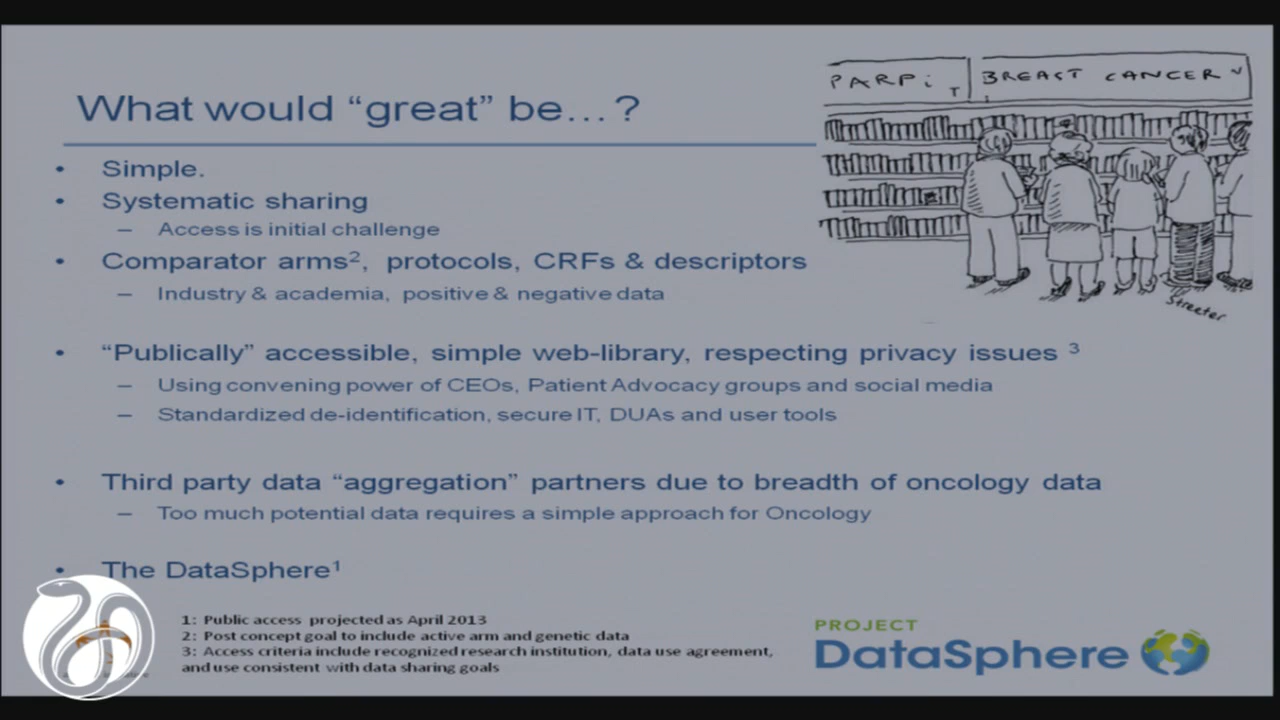 What would “great” be…?
PARPi
BREAST CANCER
• Simple.
• Systematic sharing
– Access is initial challenge
• Comparator arms², protocols, CRFs & descriptors
– Industry & academia, positive & negative data
Streeter
• “Publically” accessible, simple web-library, respecting privacy issues ³
– Using convening power of CEOs, Patient Advocacy groups and social media
– Standardized de-identification, secure IT, DUAs and user tools
• Third party data “aggregation” partners due to breadth of oncology data
– Too much potential data requires a simple approach for Oncology
• The DataSphere¹
1: Public access projected as April 2013
2: Post concept goal to include active arm and genetic data
3: Access criteria include recognized research institution, data use agreement,
and use consistent with data sharing goals
PROJECT
DataSphere